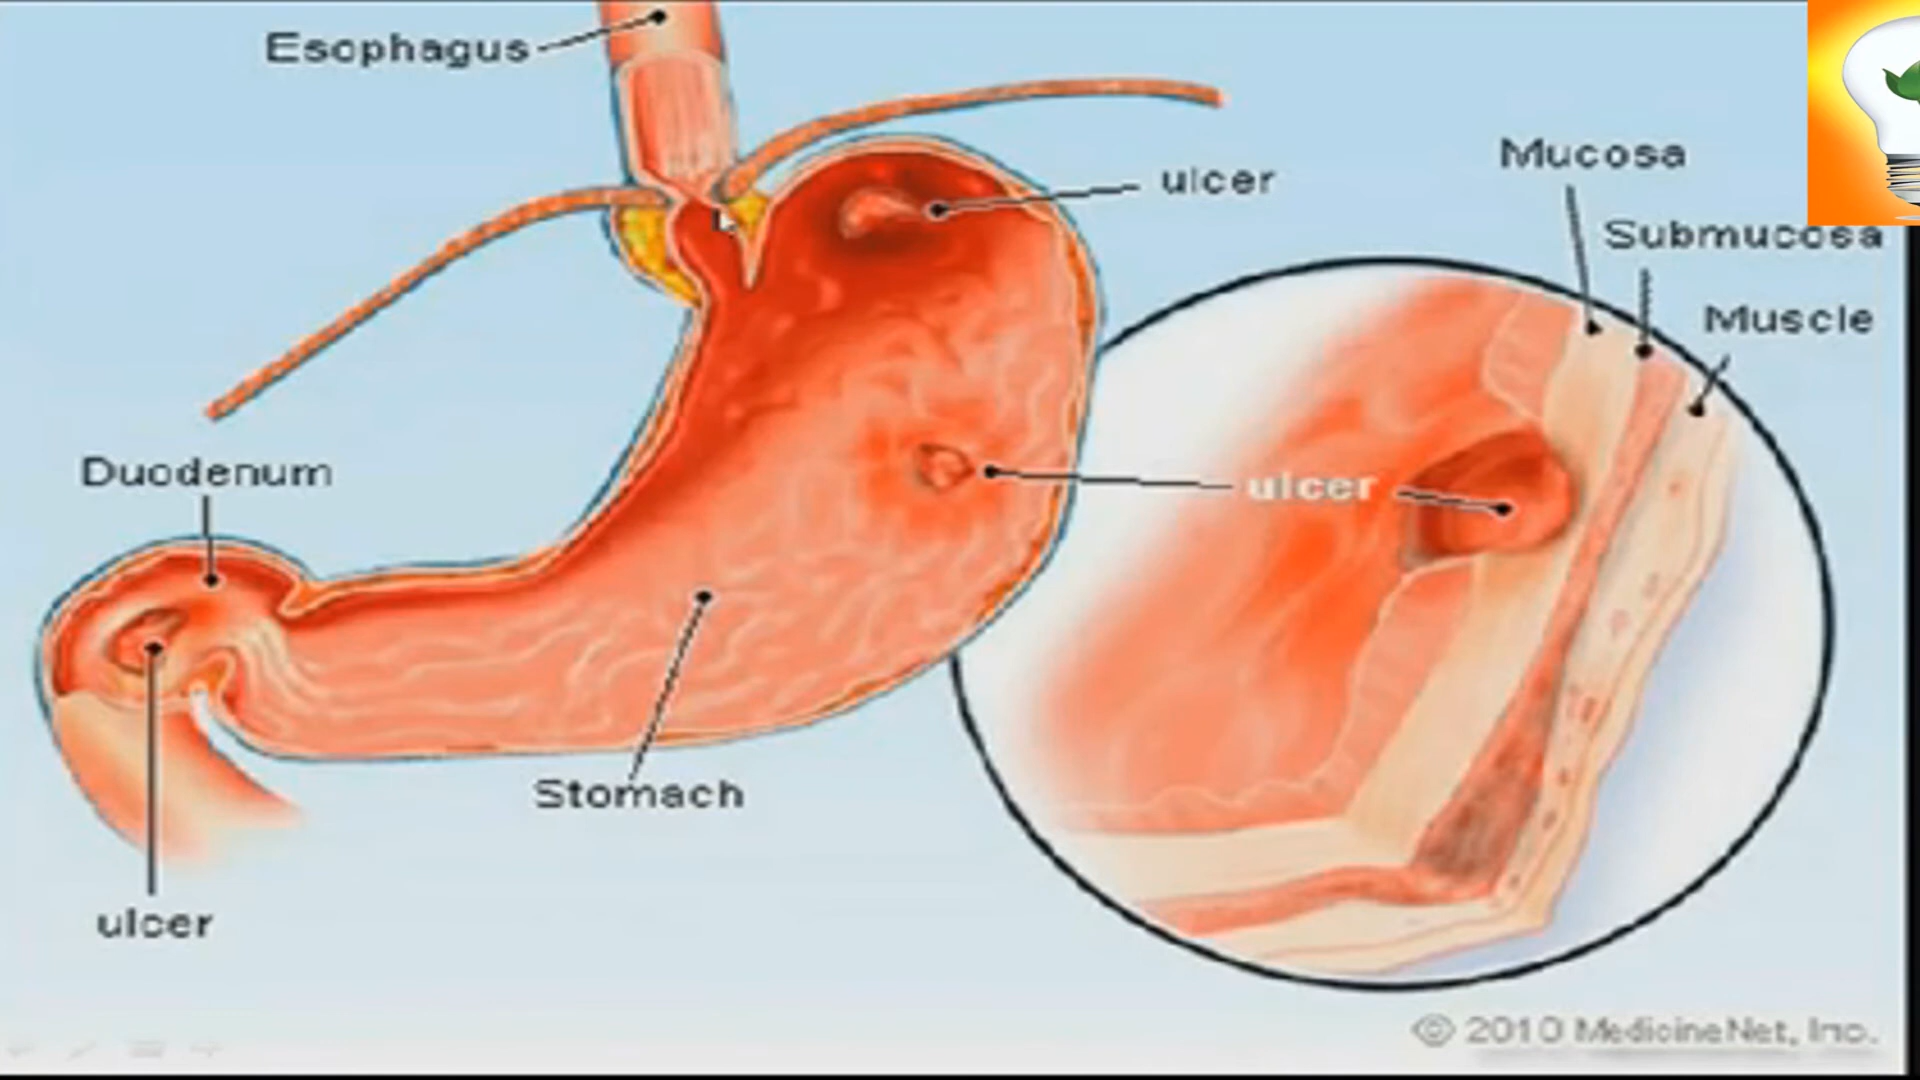 Esophagus
Mucosa
ulcer
Submucosa
Muscle
Duodenum
ulcer
Stomach
ulcer
© 2010 MedicineNet, Inc.